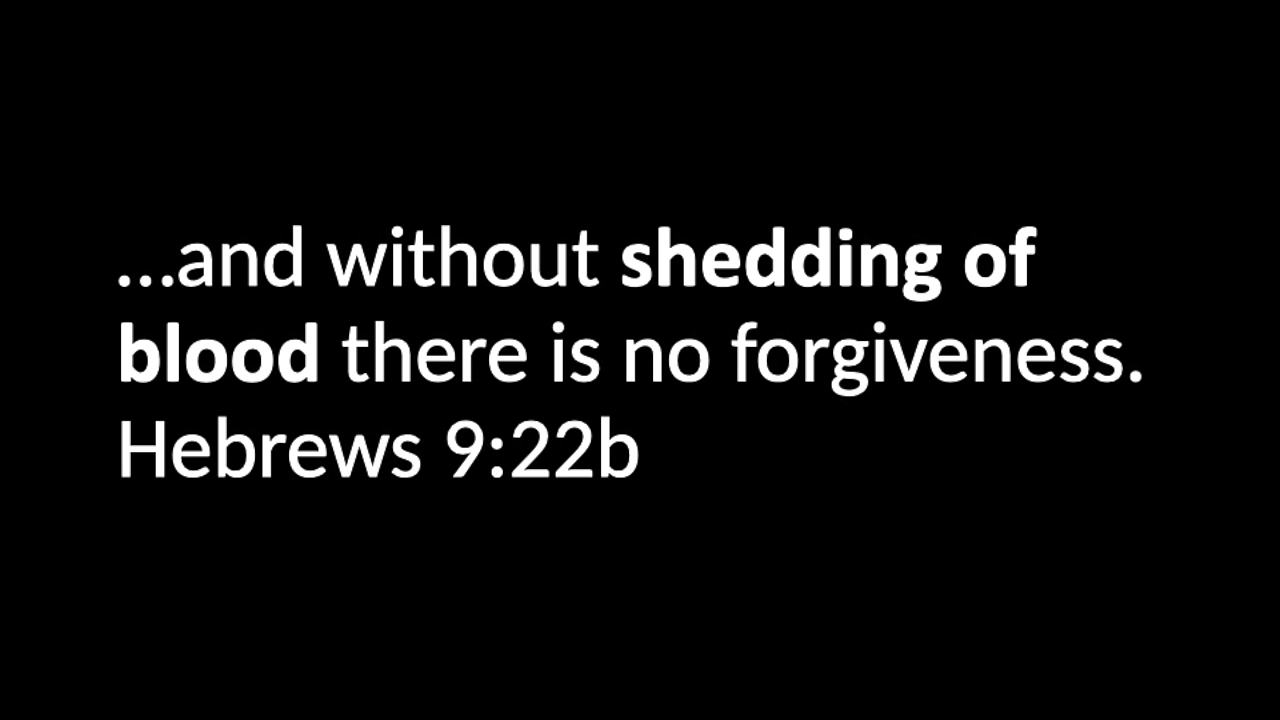 ...and without shedding of
blood there is no forgiveness.
Hebrews 9:22b